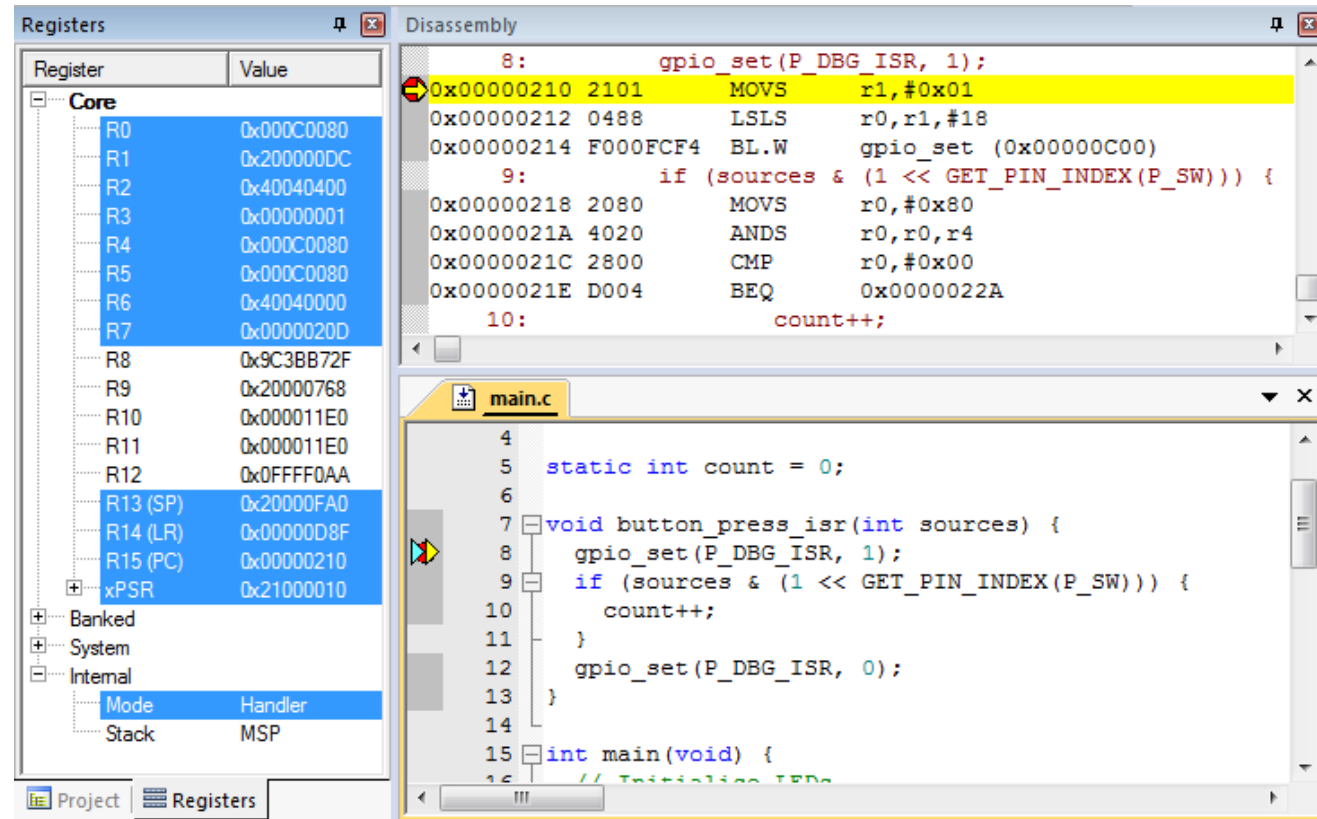 Registers
Register Value
Core
R0 0x000C0080
R1 0x200000DC
R2 0x40040400
R3 0x00000001
R4 0x000C0080
R5 0x000C0080
R6 0x40040000
R7 0x0000020D
R8 0x9C3BB72F
R9 0x20000768
R10 0x000011E0
R11 0x000011E0
R12 0x0FFFF0AA
R13 (SP) 0x20000FA0
R14 (LR) 0x00000D8F
R15 (PC) 0x00000210
xPSR 0x21000010
Banked
System
Internal
Mode Handler
Stack MSP
Project Registers
Disassembly
8: gpio_set(P_DBG_ISR, 1);
0x00000210 2101 MOVS r1,#0x01
0x00000212 0488 LSLS r0,r1,#18
0x00000214 F000FCF4 BL.W gpio_set (0x00000C00)
9: if (sources & (1 << GET_PIN_INDEX(P_SW))) {
0x00000218 2080 MOVS r0,#0x80
0x0000021A 4020 ANDS r0,r0,r4
0x0000021C 2800 CMP r0,#0x00
0x0000021E D004 BEQ 0x0000022A
10: count++;
main.c
4
5 static int count = 0;
6
7 void button_press_isr(int sources) {
8 gpio_set(P_DBG_ISR, 1);
9 if (sources & (1 << GET_PIN_INDEX(P_SW))) {
10 count++;
11 }
12 gpio_set(P_DBG_ISR, 0);
13 }
14
15 int main(void) {
16 // Initialise LEDs